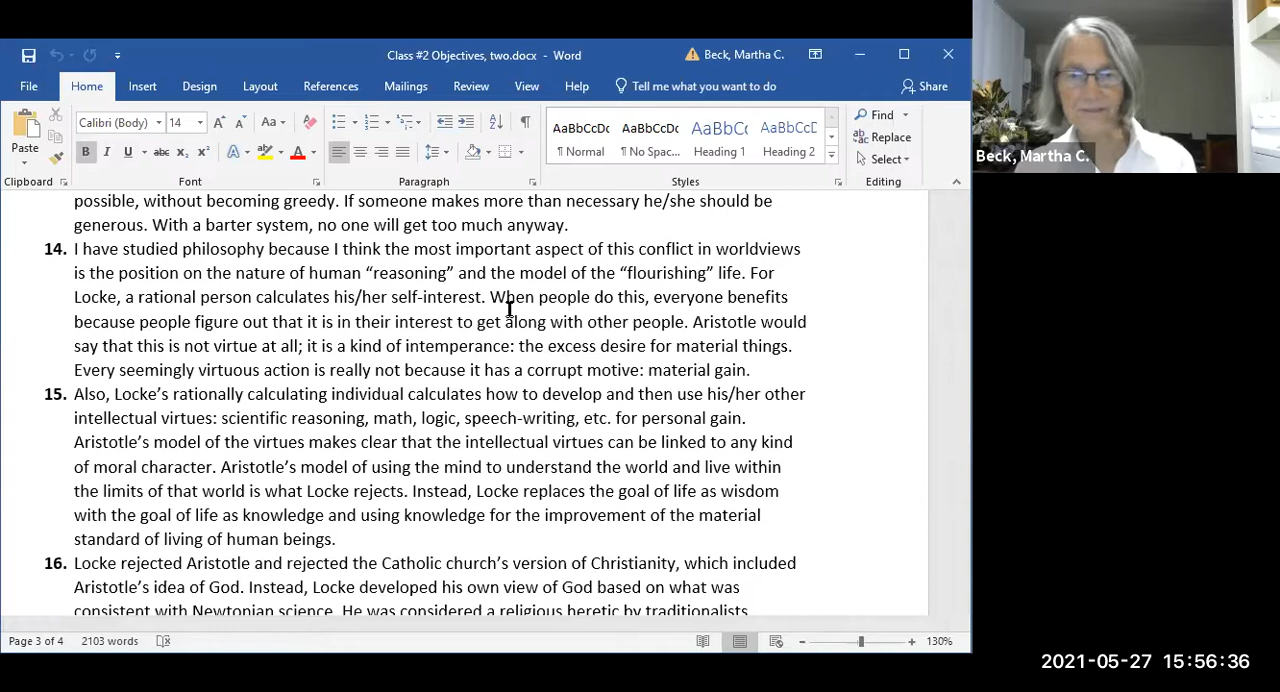 Class #2 Objectives, two.docx - Word
Beck, Martha C.
File Home Insert Design Layout References Mailings Review View Help Tell me what you want to do Share
Paste
Calibri (Body) 14
Aa
B I U abc x₂ x²
AaBbCcDc AaBbCcDc AaBbCc AaBbCcD
¶ Normal ¶ No Spac... Heading 1 Heading 2
Find
Replace
Select
Clipboard Font Paragraph Styles Editing
possible, without becoming greedy. If someone makes more than necessary he/she should be
generous. With a barter system, no one will get too much anyway.
14. I have studied philosophy because I think the most important aspect of this conflict in worldviews
is the position on the nature of human “reasoning” and the model of the “flourishing” life. For
Locke, a rational person calculates his/her self-interest. When people do this, everyone benefits
because people figure out that it is in their interest to get along with other people. Aristotle would
say that this is not virtue at all; it is a kind of intemperance: the excess desire for material things.
Every seemingly virtuous action is really not because it has a corrupt motive: material gain.
15. Also, Locke’s rationally calculating individual calculates how to develop and then use his/her other
intellectual virtues: scientific reasoning, math, logic, speech-writing, etc. for personal gain.
Aristotle’s model of the virtues makes clear that the intellectual virtues can be linked to any kind
of moral character. Aristotle’s model of using the mind to understand the world and live within
the limits of that world is what Locke rejects. Instead, Locke replaces the goal of life as wisdom
with the goal of life as knowledge and using knowledge for the improvement of the material
standard of living of human beings.
16. Locke rejected Aristotle and rejected the Catholic church’s version of Christianity, which included
Aristotle’s idea of God. Instead, Locke developed his own view of God based on what was
consistent with Newtonian science. He was considered a religious heretic by traditionalists
Page 3 of 4 2103 words 130%
Beck, Martha C.
2021-05-27 15:56:36